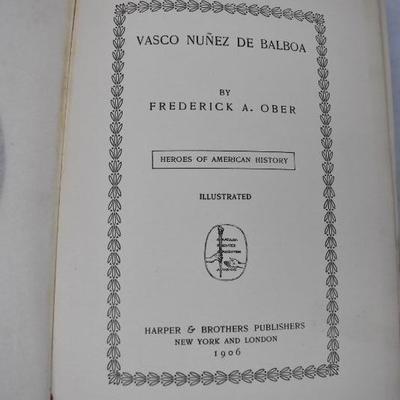 VASCO NUÑEZ DE BALBOA
BY
FREDERICK A. OBER
HEROES OF AMERICAN HISTORY
ILLUSTRATED
HARPER & BROTHERS PUBLISHERS
NEW YORK AND LONDON
1906